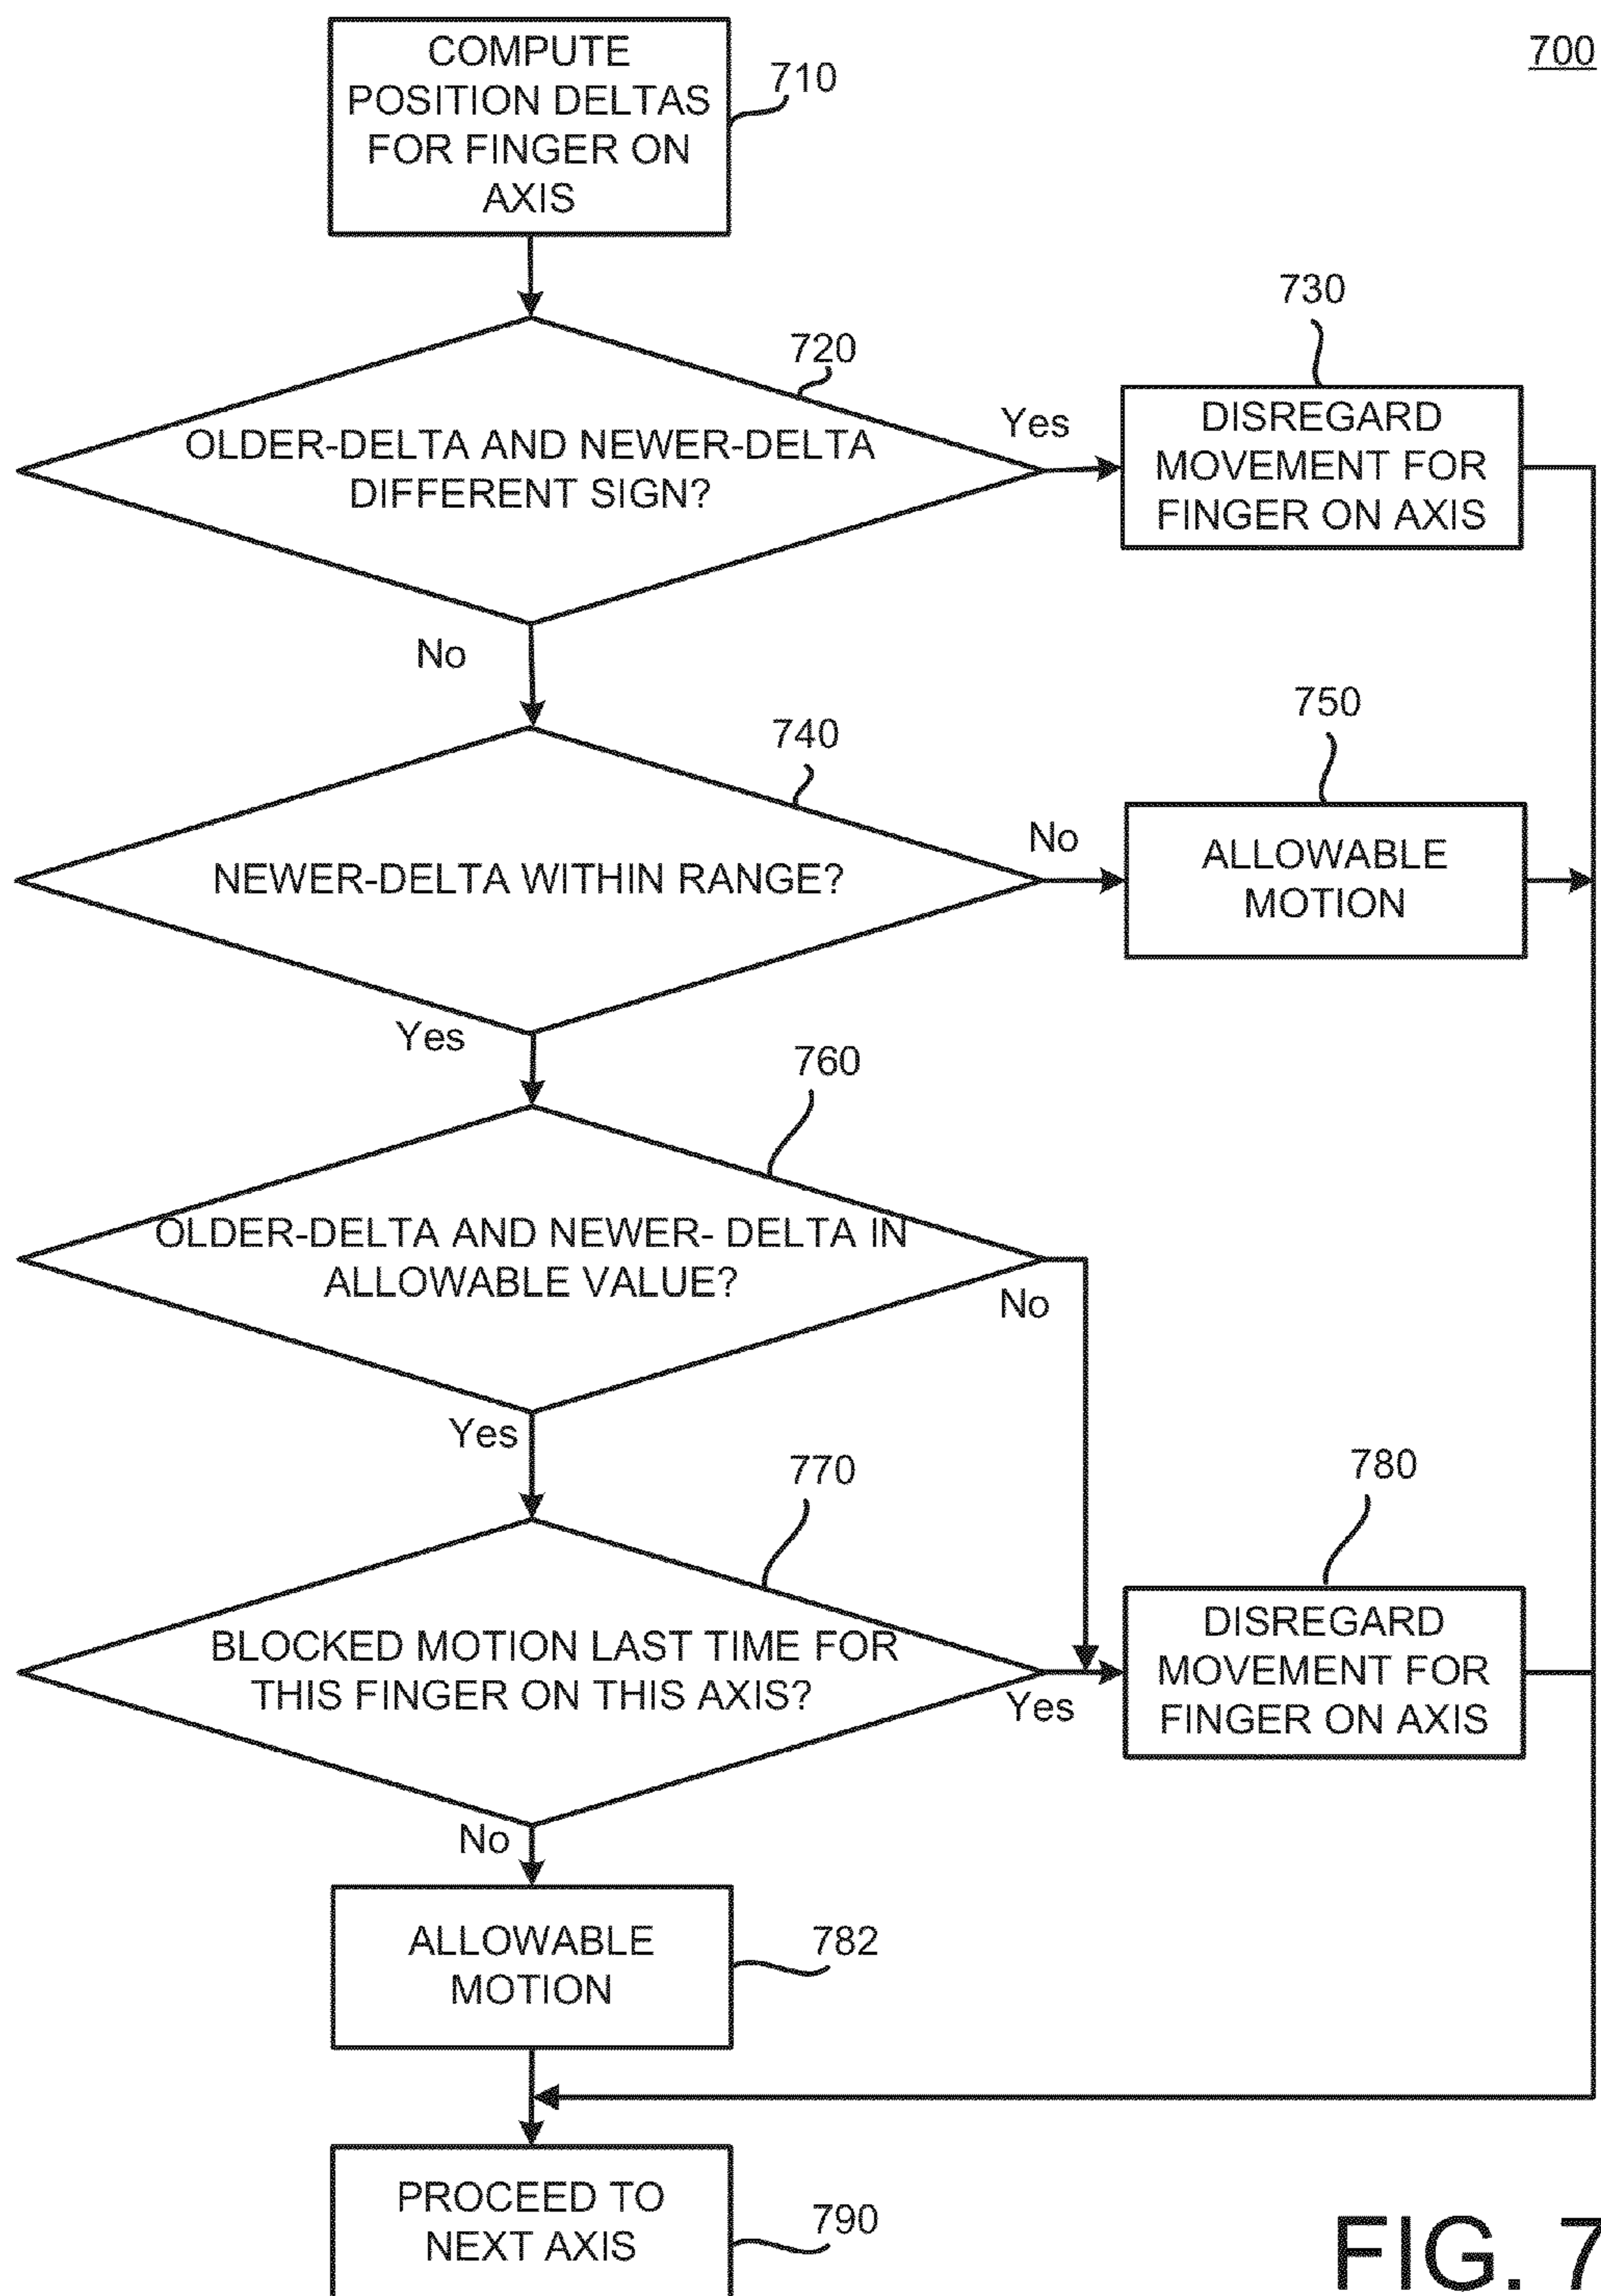 700
COMPUTE
POSITION DELTAS
FOR FINGER ON
AXIS
710
720
OLDER-DELTA AND NEWER-DELTA
DIFFERENT SIGN?
Yes
730
DISREGARD
MOVEMENT FOR
FINGER ON AXIS
No
740
NEWER-DELTA WITHIN RANGE?
No
750
ALLOWABLE
MOTION
Yes
760
OLDER-DELTA AND NEWER- DELTA IN
ALLOWABLE VALUE?
No
Yes
770
BLOCKED MOTION LAST TIME FOR
THIS FINGER ON THIS AXIS?
Yes
780
DISREGARD
MOVEMENT FOR
FINGER ON AXIS
No
ALLOWABLE
MOTION
782
PROCEED TO
NEXT AXIS
790
FIG. 7